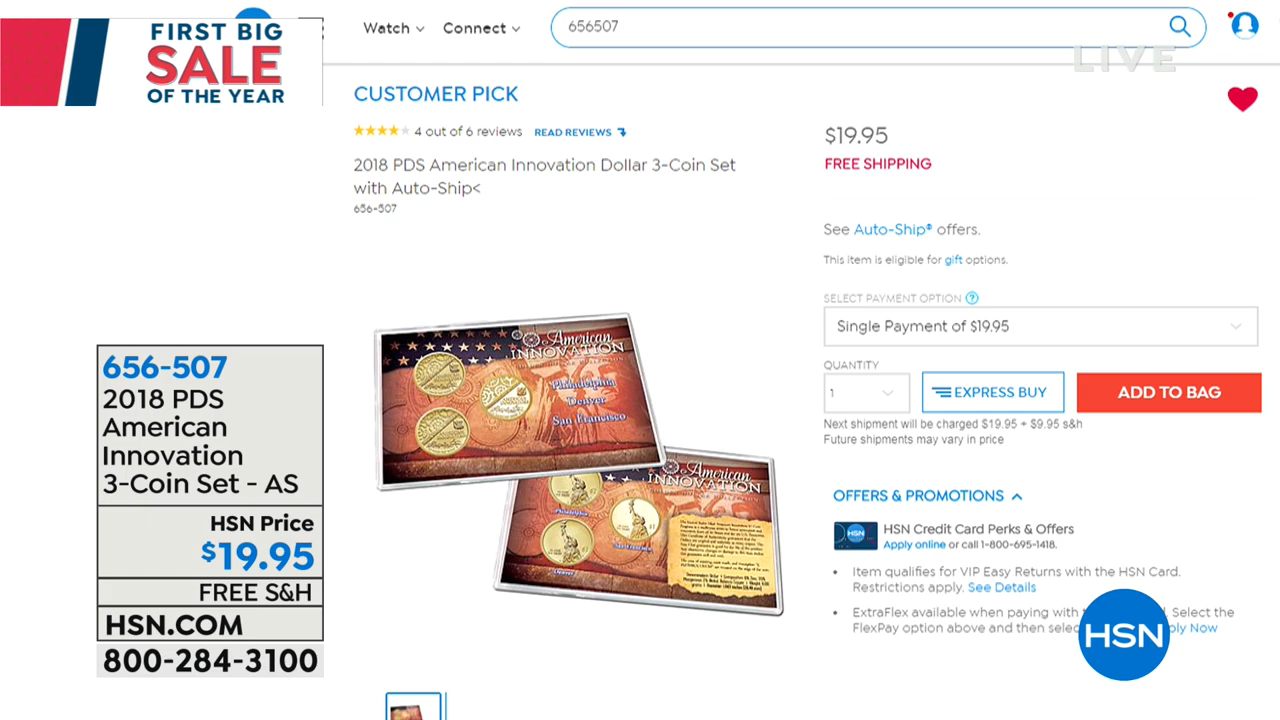 FIRST BIG
SALE
OF THE YEAR
Watch
Connect
656507
LIVE
CUSTOMER PICK
4 out of 6 reviews READ REVIEWS
2018 PDS American Innovation Dollar 3-Coin Set
with Auto-Ship<
656-507
$19.95
FREE SHIPPING
See Auto-Ship® offers.
This item is eligible for gift options.
SELECT PAYMENT OPTION ?
Single Payment of $19.95
QUANTITY
1
EXPRESS BUY
ADD TO BAG
Next shipment will be charged $19.95 + $9.95 s&h
Future shipments may vary in price
OFFERS & PROMOTIONS
HSN
HSN Credit Card Perks & Offers
Apply online or call 1-800-695-1418.
• Item qualifies for VIP Easy Returns with the HSN Card.
Restrictions apply. See Details
• ExtraFlex available when paying with Select the
FlexPay option above and then Now
HSN
American
INNOVATION
Philadelphia
Denver
San Francisco
American
INNOVATION
Philadelphia
San Francisco
Denver
656-507
2018 PDS
American
Innovation
3-Coin Set - AS
HSN Price
$19.95
FREE S&H
HSN.COM
800-284-3100